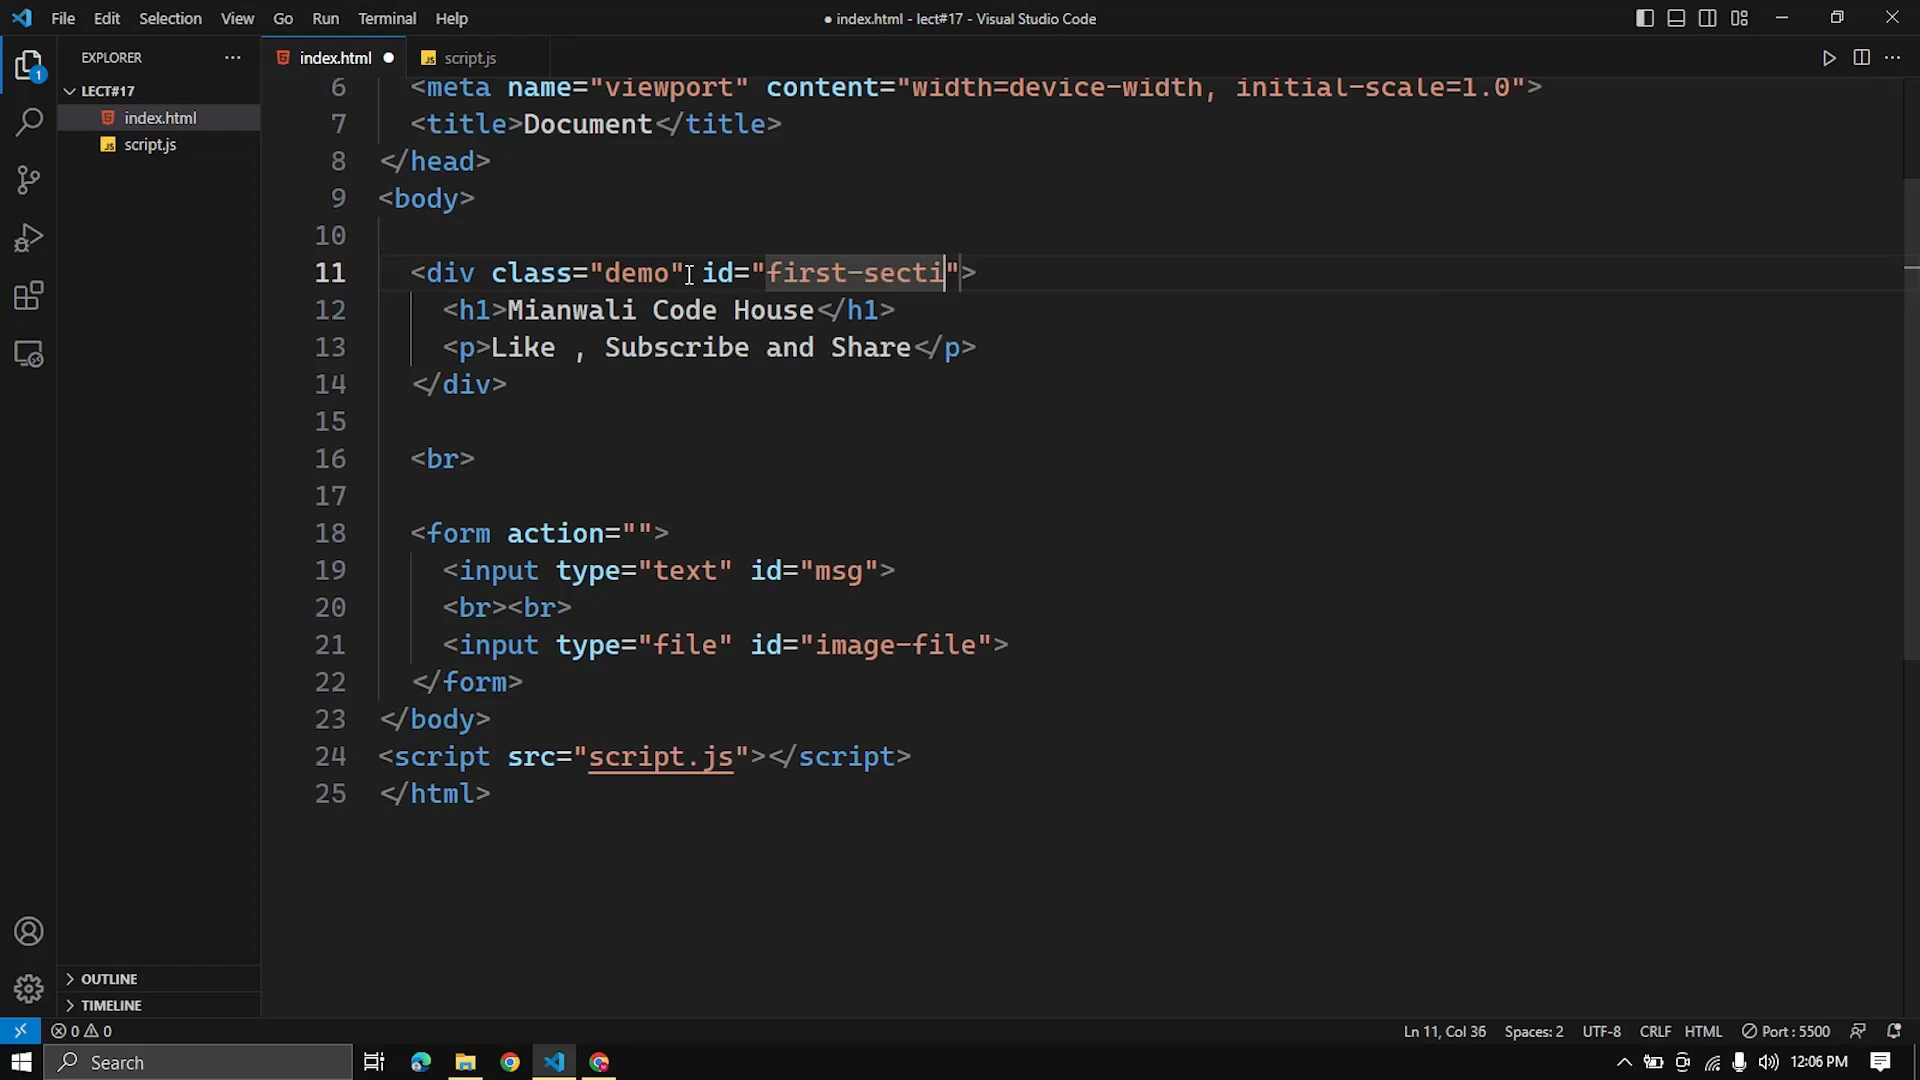 File Edit Selection View Go Run Terminal Help
● index.html - lect#17 - Visual Studio Code
EXPLORER
1
LECT#17
index.html
JS script.js
OUTLINE
TIMELINE
index.html ●
JS script.js
6 <meta name="viewport" content="width=device-width, initial-scale=1.0">
7 <title>Document</title>
8 </head>
9 <body>
10
11 <div class="demo" id="first-secti">
12 <h1>Mianwali Code House</h1>
13 <p>Like , Subscribe and Share</p>
14 </div>
15
16 <br>
17
18 <form action="">
19 <input type="text" id="msg">
20 <br><br>
21 <input type="file" id="image-file">
22 </form>
23 </body>
24 <script src="script.js"></script>
25 </html>
0 0
Ln 11, Col 36 Spaces: 2 UTF-8 CRLF HTML Port : 5500
Search
12:06 PM